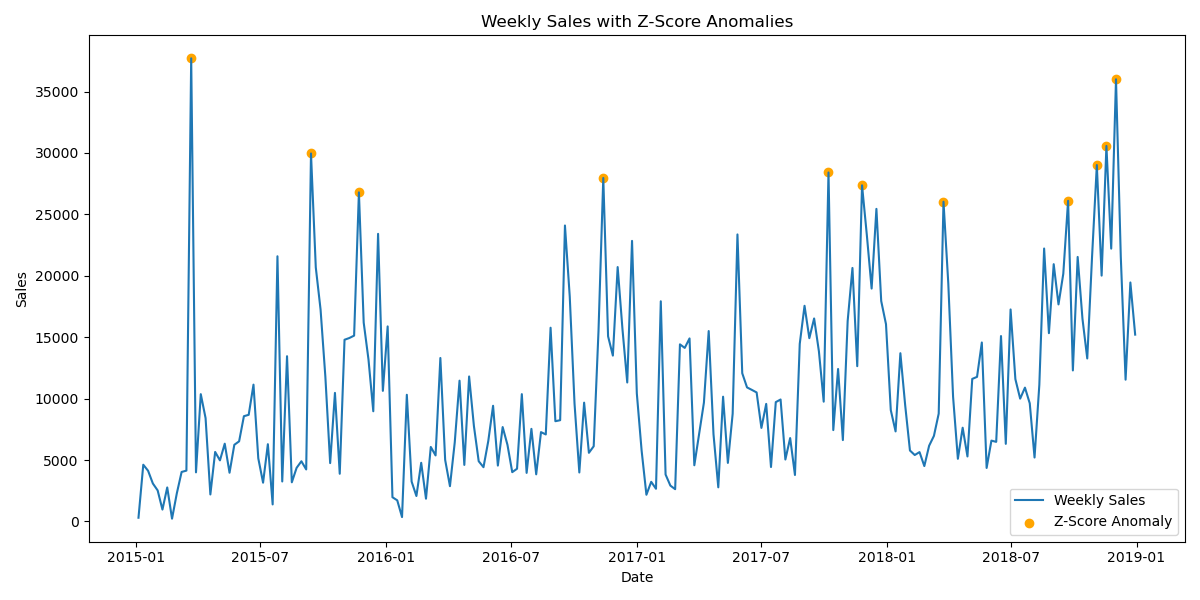 Weekly Sales with Z-Score Anomalies
Sales
35000
30000
25000
20000
15000
10000
5000
0
2015-01 2015-07 2016-01 2016-07 2017-01 2017-07 2018-01 2018-07 2019-01
Date
Weekly Sales
Z-Score Anomaly